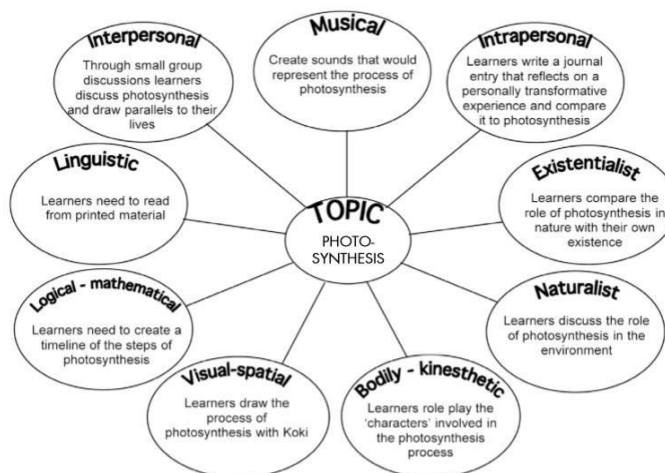 Interpersonal
Through small group
discussions learners
discuss photosynthesis
and draw parallels to their
lives
Musical
Create sounds that would
represent the process of
photosynthesis
Intrapersonal
Learners write a journal
entry that reflects on a
personally transformative
experience and compare
it to photosynthesis
Linguistic
Learners need to read
from printed material
TOPIC
PHOTO-
SYNTHESIS
Existentialist
Learners compare the
role of photosynthesis in
nature with their own
existence
Logical - mathematical
Learners need to create a
timeline of the steps of
photosynthesis
Naturalist
Learners discuss the role
of photosynthesis in the
environment
Visual-spatial
Learners draw the
process of
photosynthesis with Koki
Bodily - kinesthetic
Learners role play the
'characters' involved in
the photosynthesis
process